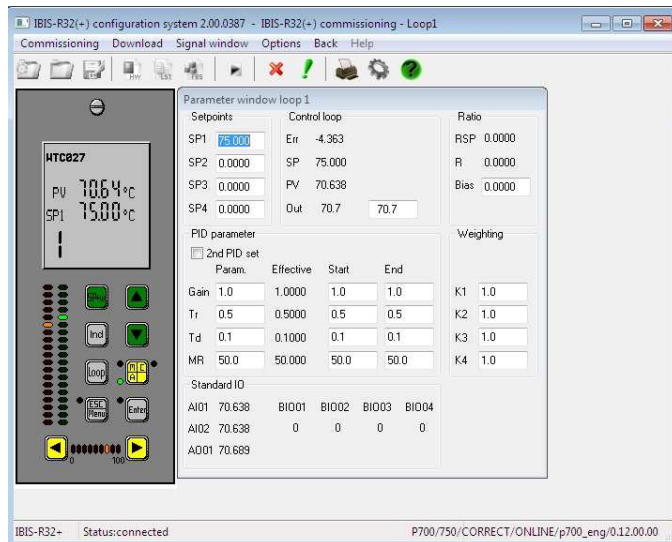 IBIS-R32(+) configuration system 2.00.0387 - IBIS-R32(+) commissioning - Loop1
Commissioning Download Signal window Options Back Help
WTC027
PV 70.64 °C
SP1 75.00 °C
Ind
Loop
M C
A
ESC Menu
Enter
0 100
Parameter window loop 1
Setpoints Control loop Ratio
SP1 75.000 Err -4.363 RSP 0.0000
SP2 0.0000 SP 75.000 R 0.0000
SP3 0.0000 PV 70.638 Bias 0.0000
SP4 0.0000 Out 70.7 70.7
PID parameter Weighting
2nd PID set
Param. Effective Start End
Gain 1.0 1.0000 1.0 1.0 K1 1.0
Tr 0.5 0.5000 0.5 0.5 K2 1.0
Td 0.1 0.1000 0.1 0.1 K3 1.0
MR 50.0 50.000 50.0 50.0 K4 1.0
Standard IO
AI01 70.638 BIO01 BIO02 BIO03 BIO04
AI02 70.638 0 0 0 0
AO01 70.689
IBIS-R32+ Status:connected P700/750/CORRECT/ONLINE/p700_eng/0.12.00.00